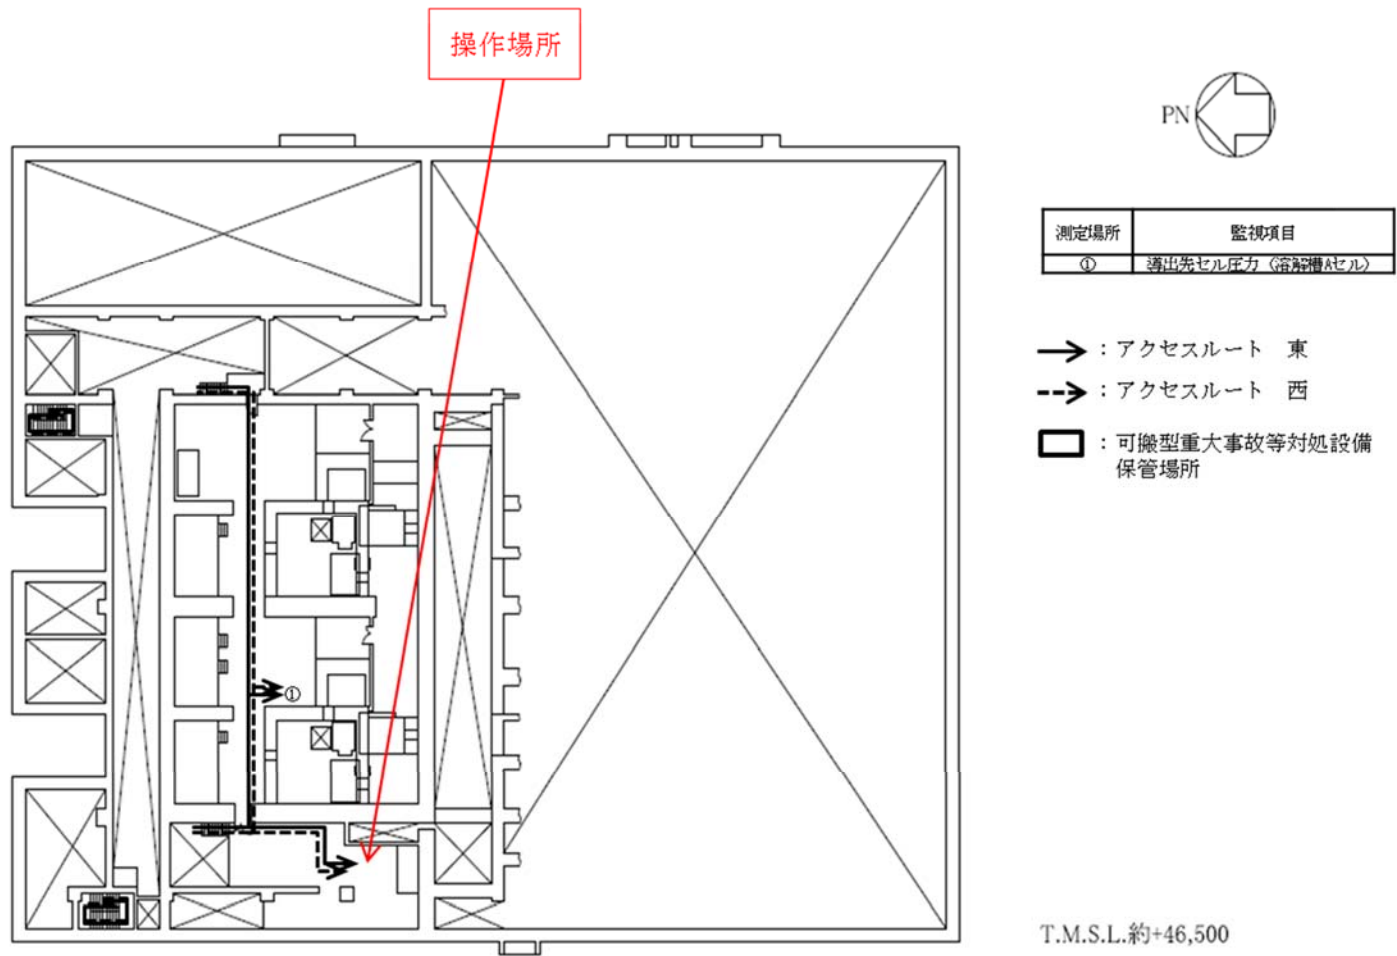 操作場所
PN
測定場所 監視項目
① 導出先セル圧力（溶解槽Aセル）
：アクセスルート 東
：アクセスルート 西
：可搬型重大事故等対処設備
保管場所
①
T.M.S.L.約+46,500